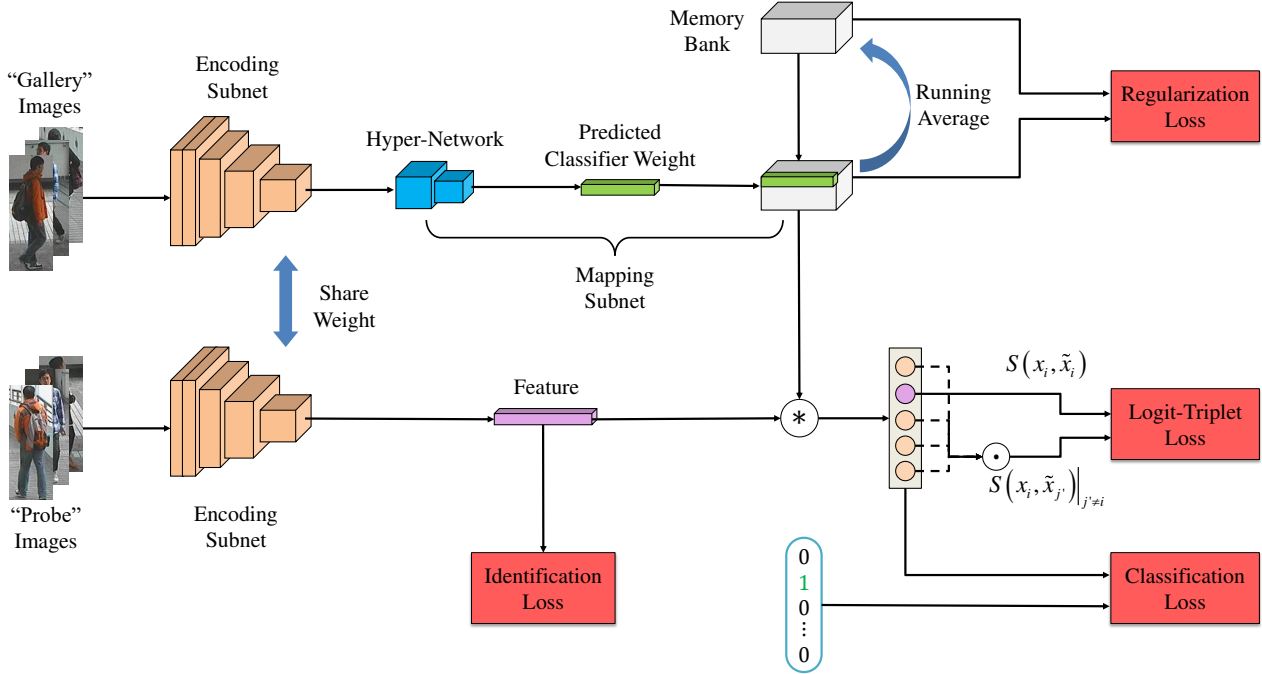 Memory
Bank
“Gallery”
Images
Encoding
Subnet
Running
Average
Regularization
Loss
Hyper-Network
Predicted
Classifier Weight
Mapping
Subnet
Share
Weight
“Probe”
Images
Encoding
Subnet
Feature
*
S(x_i, x̃_i)
Logit-Triplet
Loss
S(x_i, x̃_{j'})|_{j'≠i}
Identification
Loss
0
1
0
⋮
0
Classification
Loss